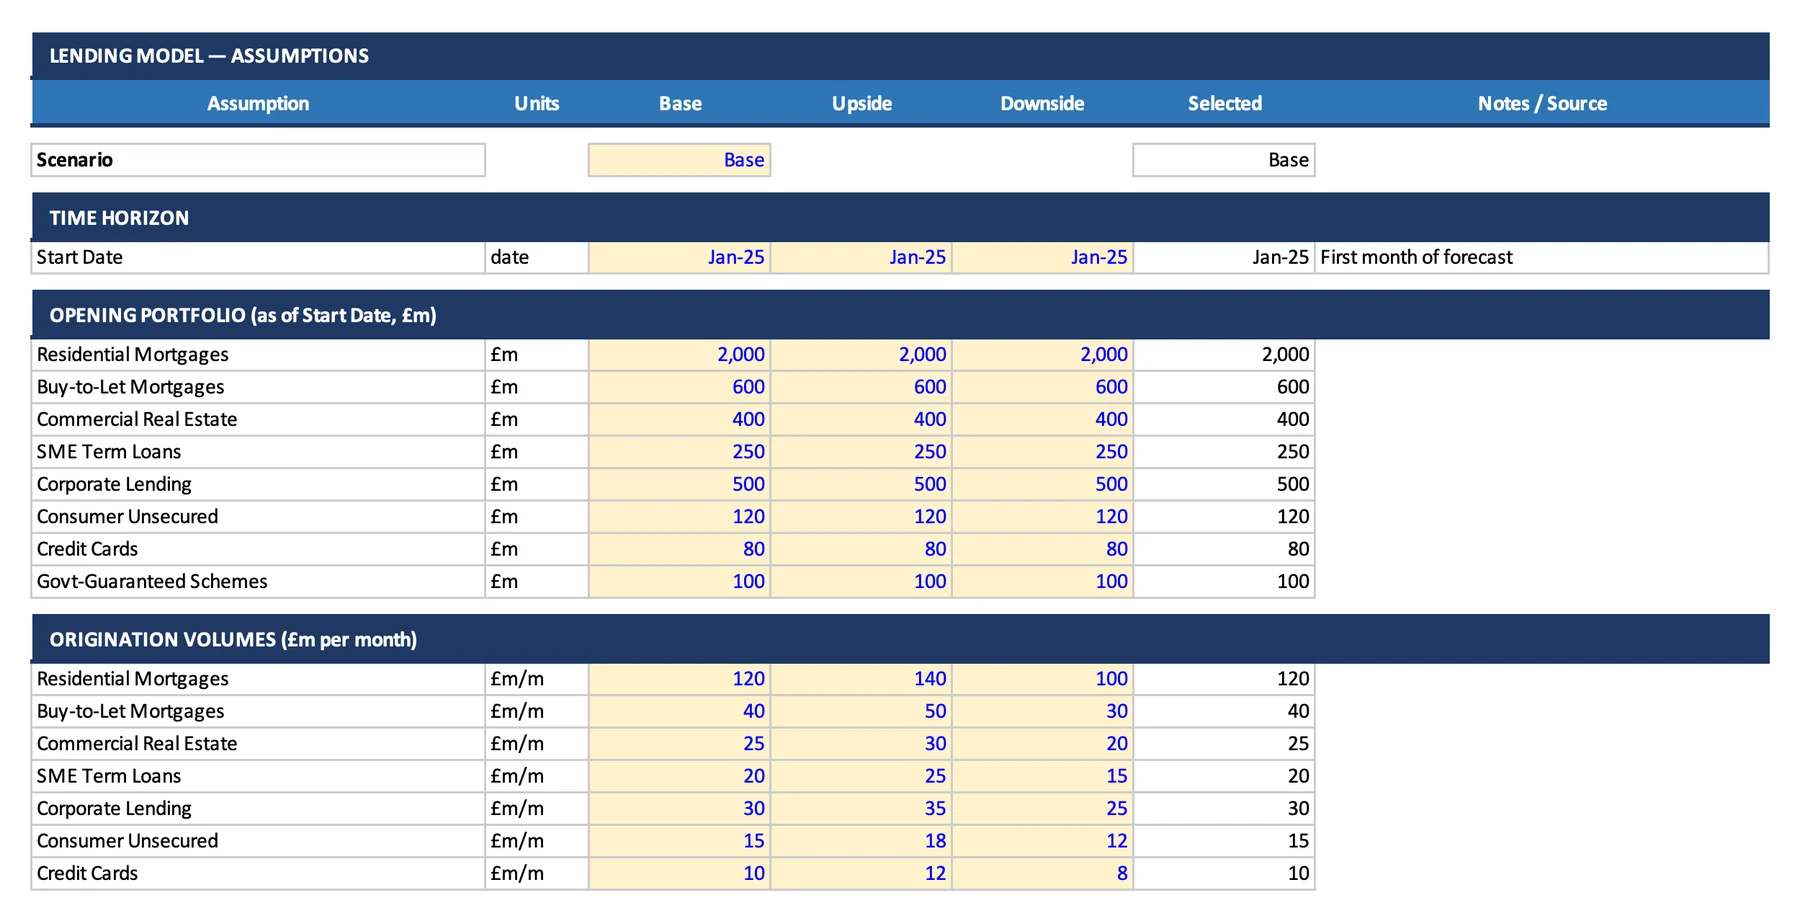 LENDING MODEL — ASSUMPTIONS
Assumption Units Base Upside Downside Selected Notes / Source
Scenario Base Base
TIME HORIZON
Start Date date Jan-25 Jan-25 Jan-25 Jan-25 First month of forecast
OPENING PORTFOLIO (as of Start Date, £m)
Residential Mortgages £m 2,000 2,000 2,000 2,000
Buy-to-Let Mortgages £m 600 600 600 600
Commercial Real Estate £m 400 400 400 400
SME Term Loans £m 250 250 250 250
Corporate Lending £m 500 500 500 500
Consumer Unsecured £m 120 120 120 120
Credit Cards £m 80 80 80 80
Govt-Guaranteed Schemes £m 100 100 100 100
ORIGINATION VOLUMES (£m per month)
Residential Mortgages £m/m 120 140 100 120
Buy-to-Let Mortgages £m/m 40 50 30 40
Commercial Real Estate £m/m 25 30 20 25
SME Term Loans £m/m 20 25 15 20
Corporate Lending £m/m 30 35 25 30
Consumer Unsecured £m/m 15 18 12 15
Credit Cards £m/m 10 12 8 10